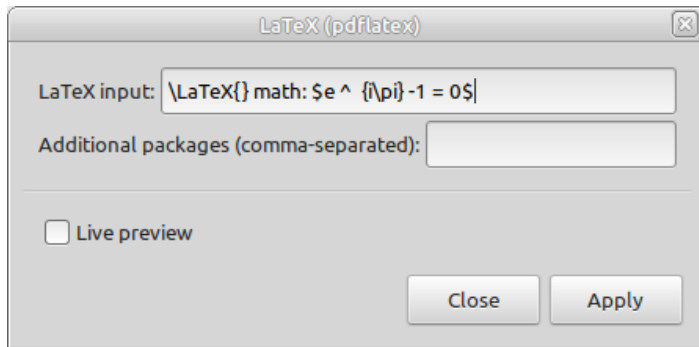 LaTeX (pdflatex)
LaTeX input: \LaTeX{} math: $e ^  {i\pi} -1 = 0$
Additional packages (comma-separated):
Live preview
Close Apply